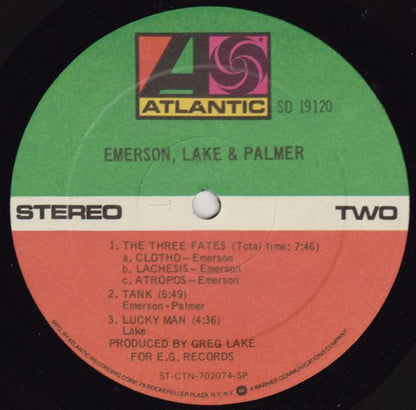 ATLANTIC SD 19120
EMERSON, LAKE & PALMER
STEREO TWO
1. THE THREE FATES (Total time: 7:46)
a. CLOTHO—Emerson
b. LACHESIS—Emerson
c. ATROPOS—Emerson
2. TANK (6:49)
Emerson-Palmer
3. LUCKY MAN (4:36)
Lake
PRODUCED BY GREG LAKE
FOR E.G. RECORDS
ST-CTN-702074-SP
MFG. BY ATLANTIC RECORDING CORP., 75 ROCKEFELLER PLAZA, N.Y., N.Y. A WARNER COMMUNICATIONS COMPANY